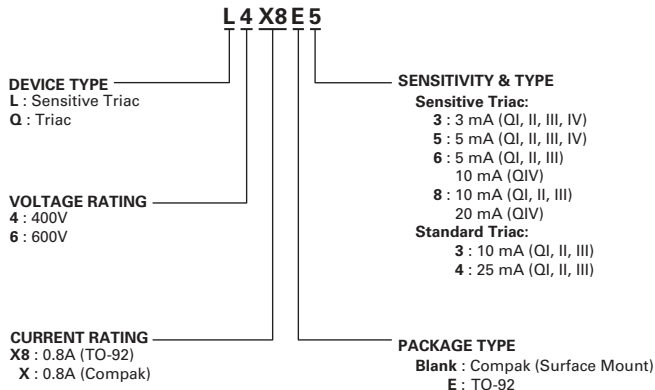 L 4 X8 E 5
DEVICE TYPE
L : Sensitive Triac
Q : Triac
VOLTAGE RATING
4 : 400V
6 : 600V
CURRENT RATING
X8 : 0.8A (TO-92)
X : 0.8A (Compak)
SENSITIVITY & TYPE
Sensitive Triac:
3 : 3 mA (QI, II, III, IV)
5 : 5 mA (QI, II, III, IV)
6 : 5 mA (QI, II, III)
10 mA (QIV)
8 : 10 mA (QI, II, III)
20 mA (QIV)
Standard Triac:
3 : 10 mA (QI, II, III)
4 : 25 mA (QI, II, III)
PACKAGE TYPE
Blank : Compak (Surface Mount)
E : TO-92